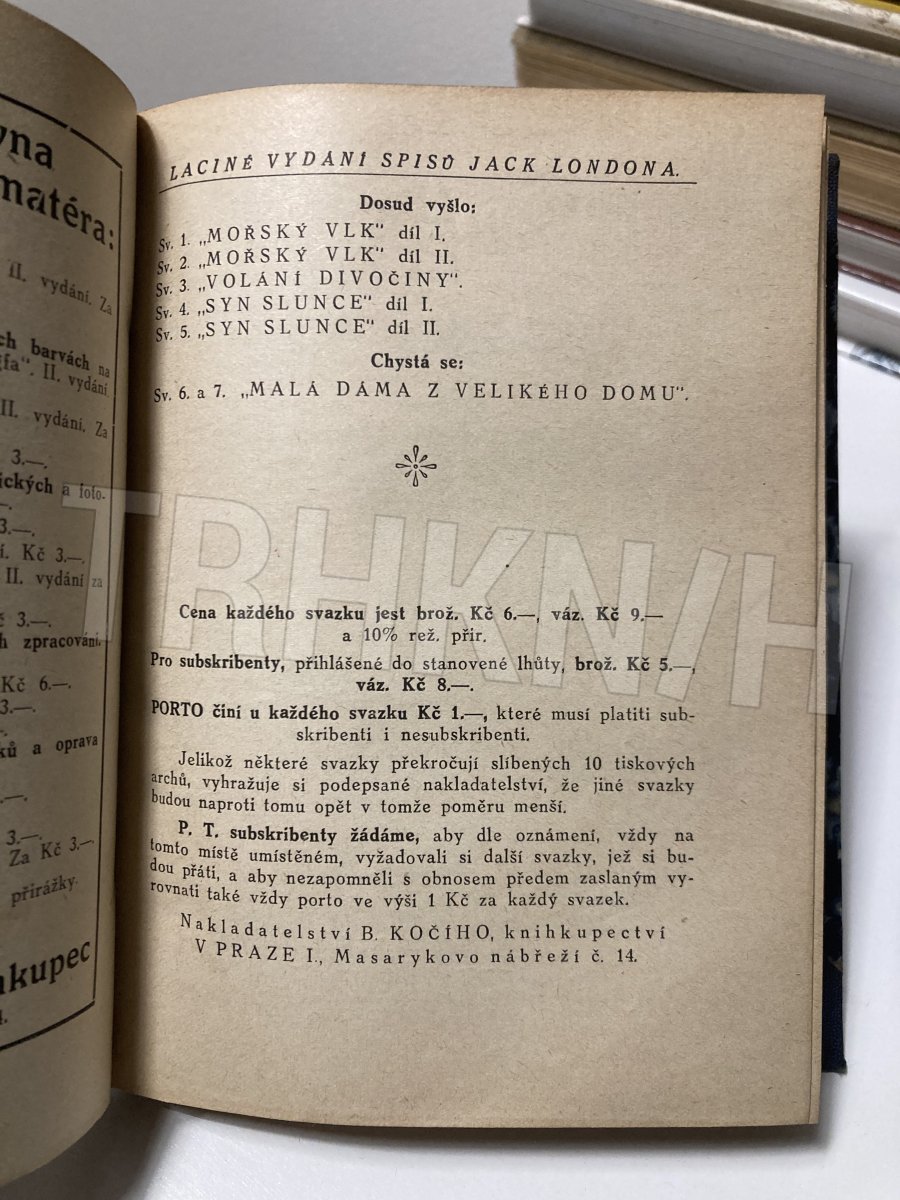 yna
matéra:
II. vydání. Za
ch barvách na
gfa". II. vydání
II. vydání. Za
3.—.
ických a foto-
—.
3.—.
í. Kč 3.—.
II. vydání za
č 3.—.
h zpracování.
Kč 6.—.
3.—.
ků a oprava
—.
3.—.
Za Kč 3.—,
přirážky.
hkupec
4.
LACINÉ VYDÁNÍ SPISŮ JACK LONDONA.
Dosud vyšlo:
Sv. 1. „MOŘSKÝ VLK" díl I.
Sv. 2. „MOŘSKÝ VLK" díl II.
Sv. 3. „VOLÁNÍ DIVOČINY".
Sv. 4. „SYN SLUNCE" díl I.
Sv. 5. „SYN SLUNCE" díl II.
Chystá se:
Sv. 6. a 7. „MALÁ DÁMA Z VELIKÉHO DOMU".
Cena každého svazku jest brož. Kč 6.—, váz. Kč 9.—
a 10% rež. přir.
Pro subskribenty, přihlášené do stanovené lhůty, brož. Kč 5.—,
váz. Kč 8.—.
PORTO činí u každého svazku Kč 1.—, které musí platiti sub-
skribenti i nesubskribenti.
Jelikož některé svazky překročují slíbených 10 tiskových
archů, vyhražuje si podepsané nakladatelství, že jiné svazky
budou naproti tomu opět v tomže poměru menší.
P. T. subskribenty žádáme, aby dle oznámení, vždy na
tomto místě umístěném, vyžadovali si další svazky, jež si bu-
dou přáti, a aby nezapomněli s obnosem předem zaslaným vy-
rovnati také vždy porto ve výši 1 Kč za každý svazek.
Nakladatelství B. KOČÍHO, knihkupectví
V PRAZE I., Masarykovo nábřeží č. 14.
TRHKNIH